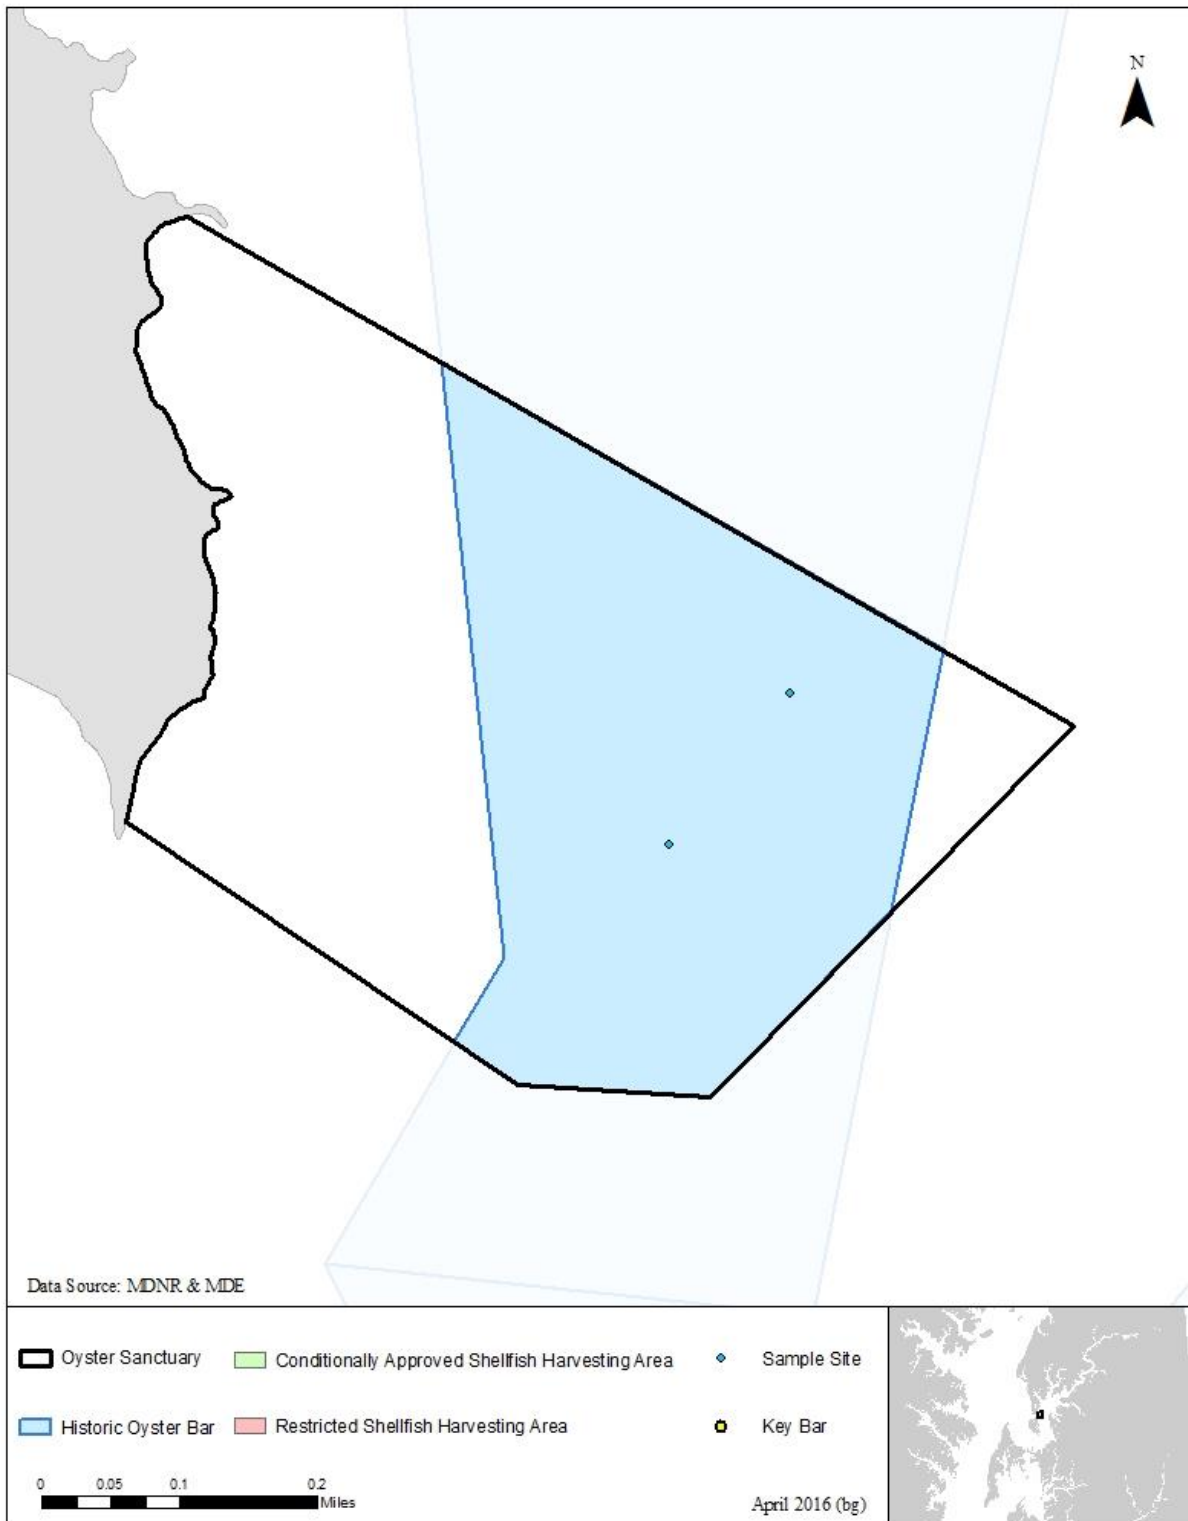 N
Data Source: MDNR & MDE
Oyster Sanctuary
Conditionally Approved Shellfish Harvesting Area
Sample Site
Historic Oyster Bar
Restricted Shellfish Harvesting Area
Key Bar
0 0.05 0.1 0.2
Miles
April 2016 (bg)